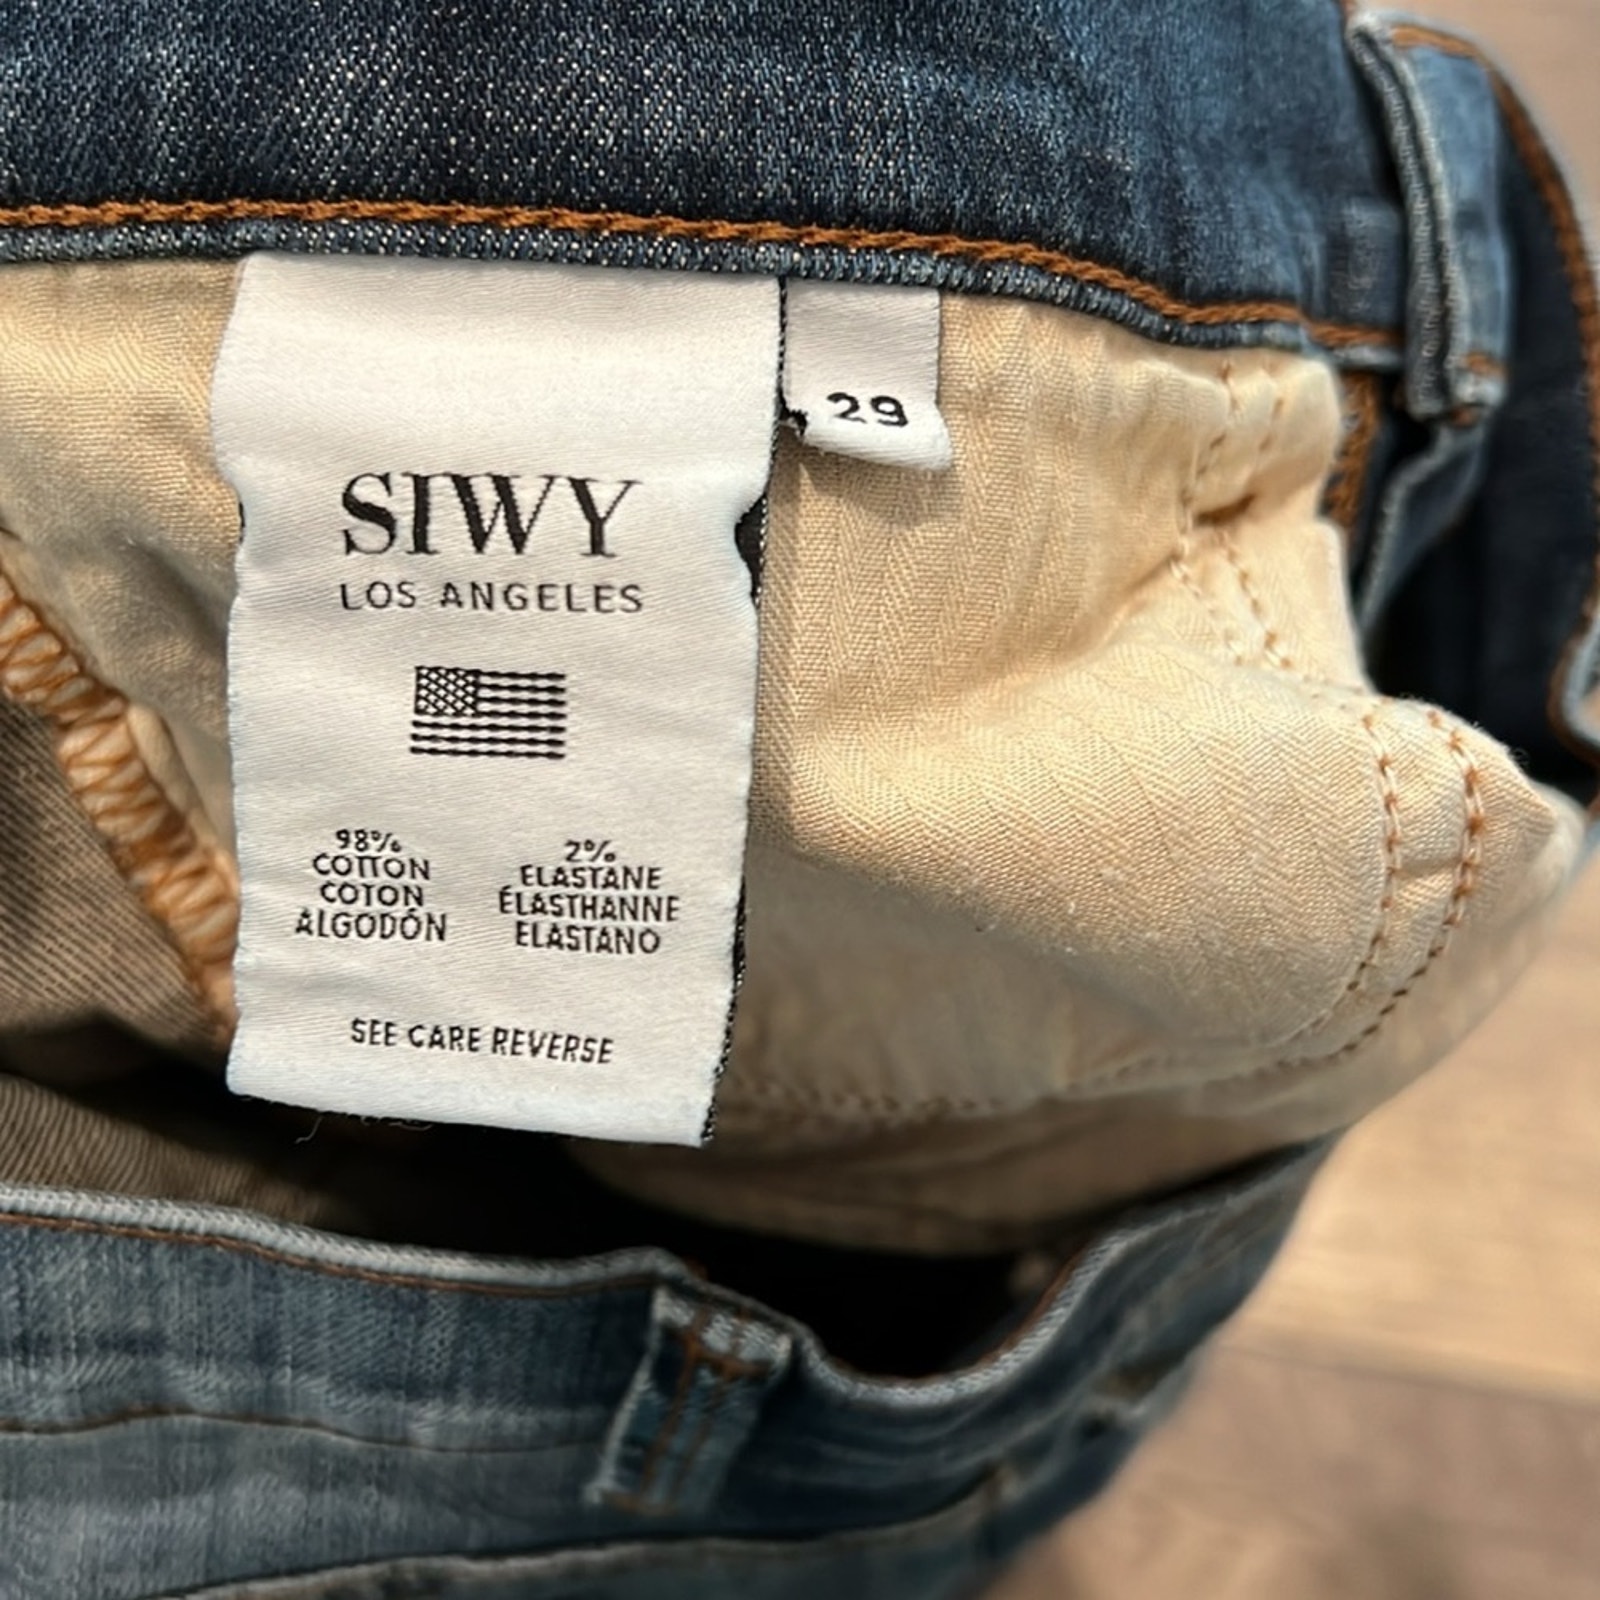 29
SIWY
LOS ANGELES
98%
COTTON
COTON
ALGODÓN
2%
ELASTANE
ÉLASTHANNE
ELASTANO
SEE CARE REVERSE